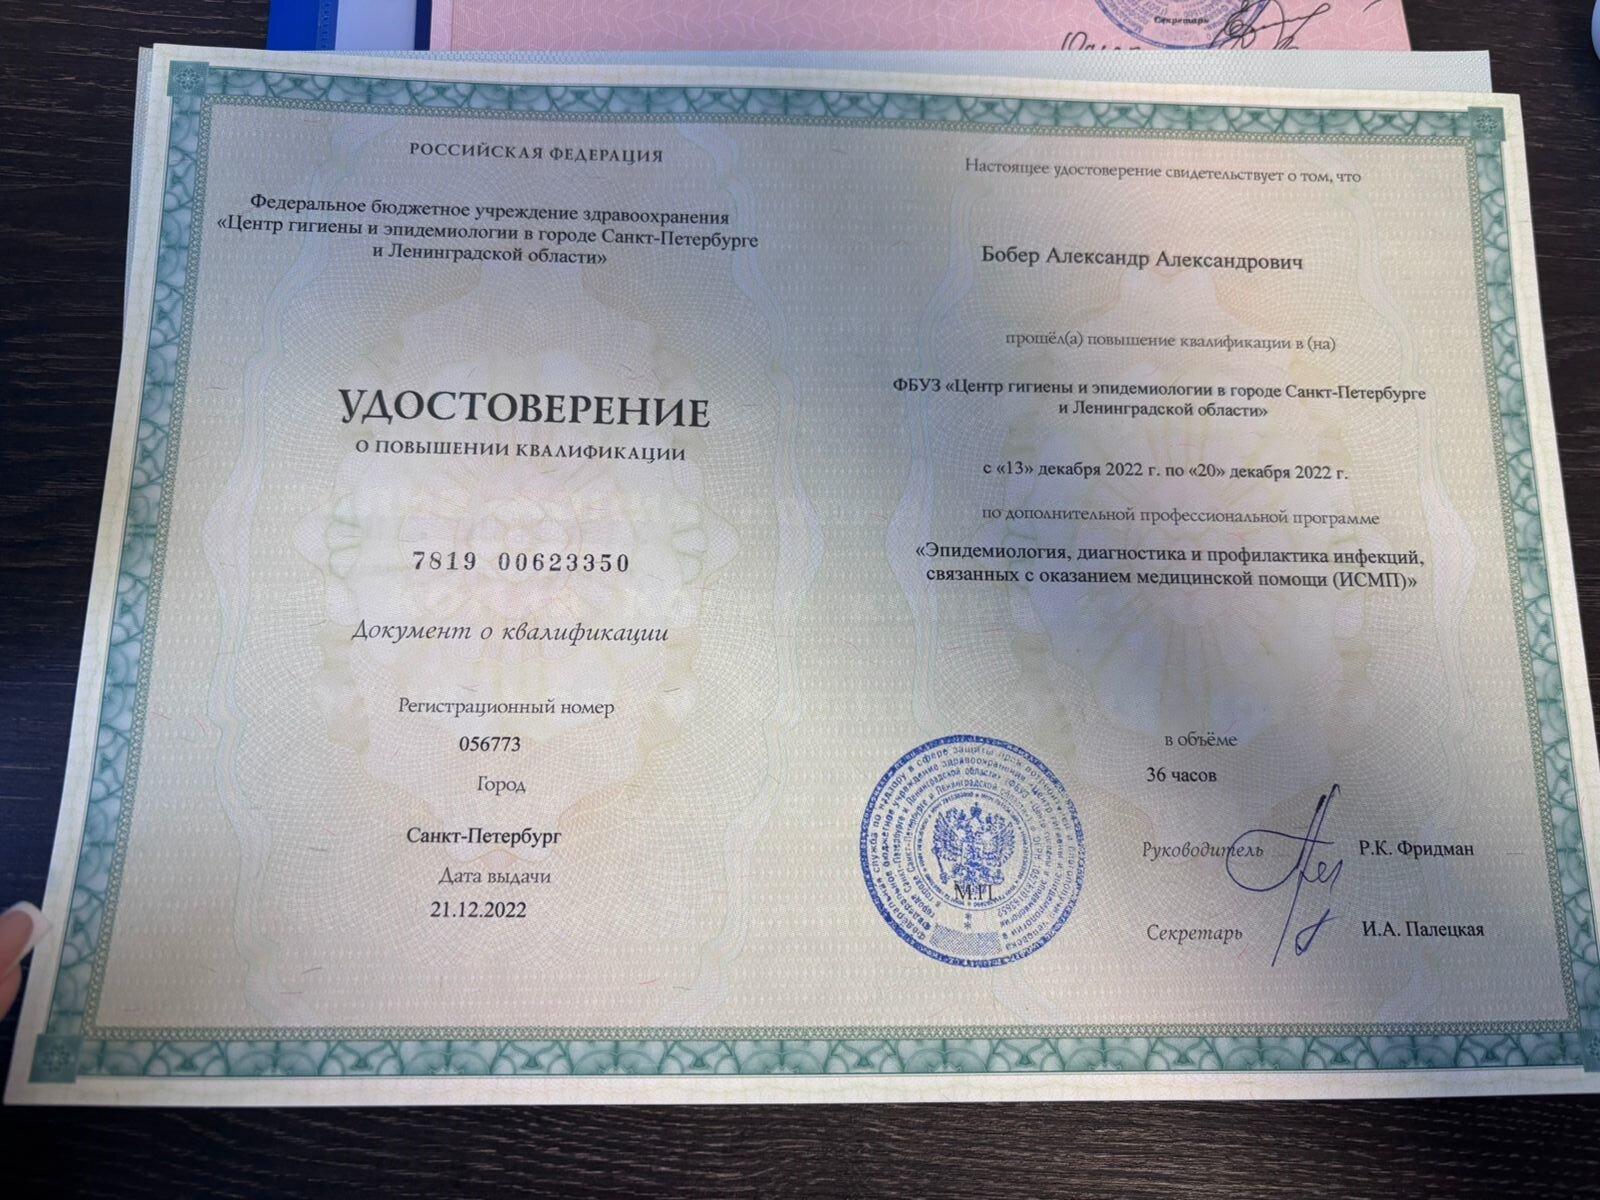 Секретарь
РОССИЙСКАЯ ФЕДЕРАЦИЯ
Федеральное бюджетное учреждение здравоохранения
«Центр гигиены и эпидемиологии в городе Санкт-Петербурге
и Ленинградской области»
УДОСТОВЕРЕНИЕ
О ПОВЫШЕНИИ КВАЛИФИКАЦИИ
7819 00623350
Документ о квалификации
Регистрационный номер
056773
Город
Санкт-Петербург
Дата выдачи
21.12.2022
Настоящее удостоверение свидетельствует о том, что
Бобер Александр Александрович
прошёл(а) повышение квалификации в (на)
ФБУЗ «Центр гигиены и эпидемиологии в городе Санкт-Петербурге
и Ленинградской области»
с «13» декабря 2022 г. по «20» декабря 2022 г.
по дополнительной профессиональной программе
«Эпидемиология, диагностика и профилактика инфекций,
связанных с оказанием медицинской помощи (ИСМП)»
в объёме
36 часов
Руководитель Р.К. Фридман
М.П.
Секретарь И.А. Палецкая